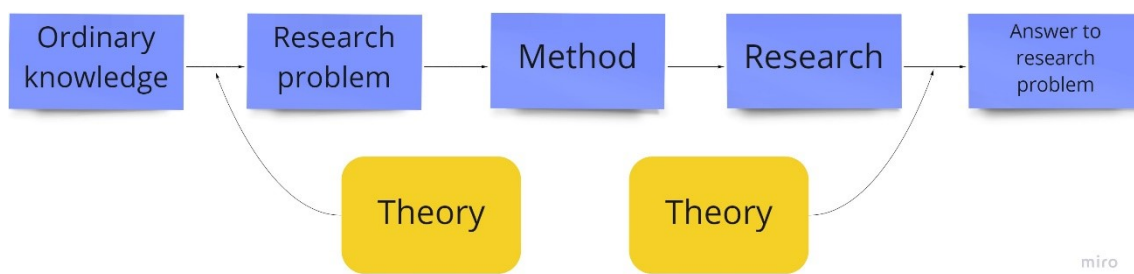 Ordinary
knowledge
Research
problem
Method
Research
Answer to
research
problem
Theory
Theory
miro